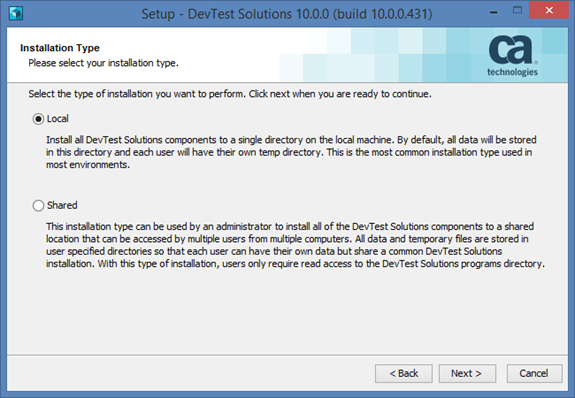 Setup - DevTest Solutions 10.0.0 (build 10.0.0.431)
Installation Type
Please select your installation type.
ca
technologies
Select the type of installation you want to perform. Click next when you are ready to continue.
Local
Install all DevTest Solutions components to a single directory on the local machine. By default, all data will be stored
in this directory and each user will have their own temp directory. This is the most common installation type used in
most environments.
Shared
This installation type can be used by an administrator to install all of the DevTest Solutions components to a shared
location that can be accessed by multiple users from multiple computers. All data and temporary files are stored in
user specified directories so that each user can have their own data but share a common DevTest Solutions
installation. With this type of installation, users only require read access to the DevTest Solutions programs directory.
< Back
Next >
Cancel